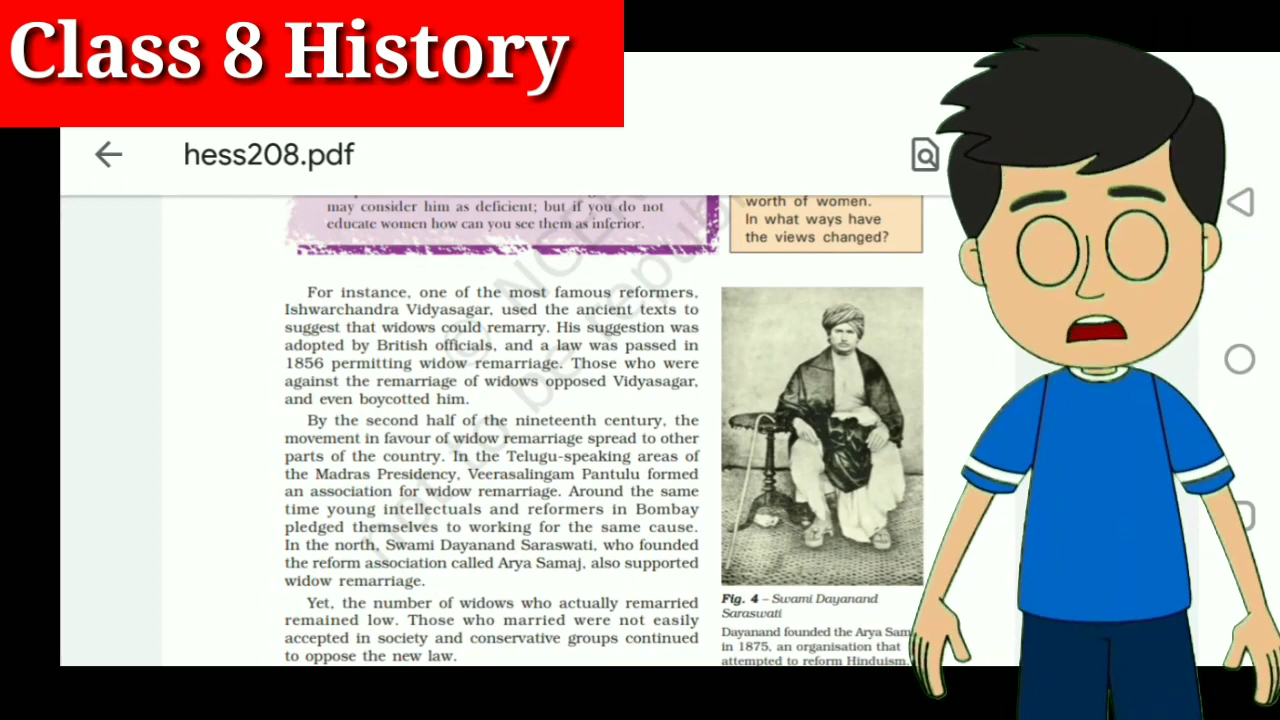 Class 8 History
hess208.pdf
may consider him as deficient; but if you do not
educate women how can you see them as inferior.
worth of women.
In what ways have
the views changed?
For instance, one of the most famous reformers,
Ishwarchandra Vidyasagar, used the ancient texts to
suggest that widows could remarry. His suggestion was
adopted by British officials, and a law was passed in
1856 permitting widow remarriage. Those who were
against the remarriage of widows opposed Vidyasagar,
and even boycotted him.
By the second half of the nineteenth century, the
movement in favour of widow remarriage spread to other
parts of the country. In the Telugu-speaking areas of
the Madras Presidency, Veerasalingam Pantulu formed
an association for widow remarriage. Around the same
time young intellectuals and reformers in Bombay
pledged themselves to working for the same cause.
In the north, Swami Dayanand Saraswati, who founded
the reform association called Arya Samaj, also supported
widow remarriage.
Yet, the number of widows who actually remarried
remained low. Those who married were not easily
accepted in society and conservative groups continued
to oppose the new law.
Fig. 4 – Swami Dayanand
Saraswati
Dayanand founded the Arya Sam
in 1875, an organisation that
attempted to reform Hinduism.
not to be republ